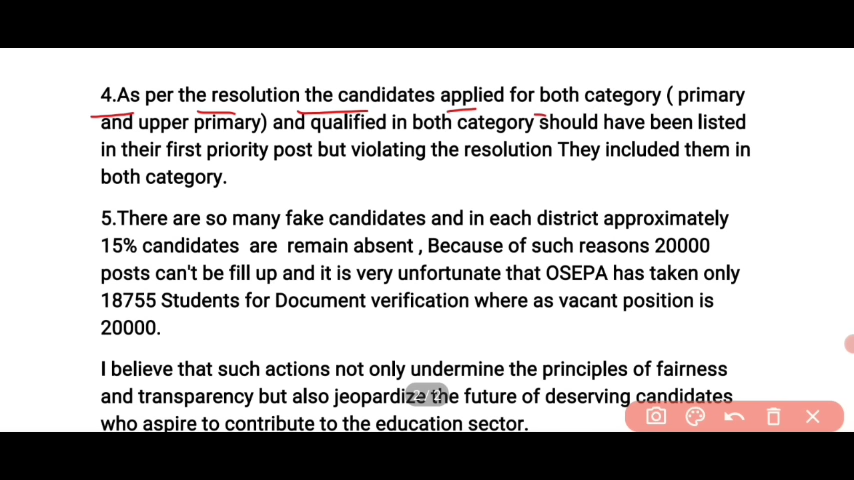 4.As per the resolution the candidates applied for both category ( primary
and upper primary) and qualified in both category should have been listed
in their first priority post but violating the resolution They included them in
both category.
5.There are so many fake candidates and in each district approximately
15% candidates are remain absent , Because of such reasons 20000
posts can't be fill up and it is very unfortunate that OSEPA has taken only
18755 Students for Document verification where as vacant position is
20000.
I believe that such actions not only undermine the principles of fairness
and transparency but also jeopardize the future of deserving candidates
2 / 2
who aspire to contribute to the education sector.